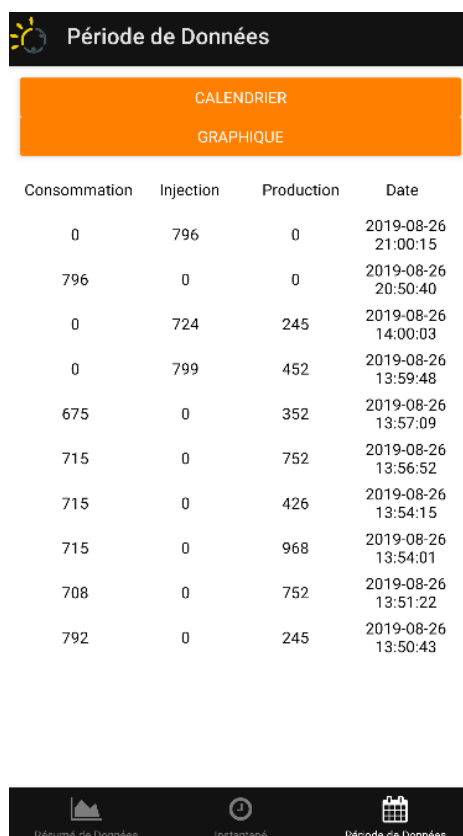 Période de Données
CALENDRIER
GRAPHIQUE
Consommation Injection Production Date
0 796 0 2019-08-26 21:00:15
796 0 0 2019-08-26 20:50:40
0 724 245 2019-08-26 14:00:03
0 799 452 2019-08-26 13:59:48
675 0 352 2019-08-26 13:57:09
715 0 752 2019-08-26 13:56:52
715 0 426 2019-08-26 13:54:15
715 0 968 2019-08-26 13:54:01
708 0 752 2019-08-26 13:51:22
792 0 245 2019-08-26 13:50:43
Résumé de Données Instantané Période de Données